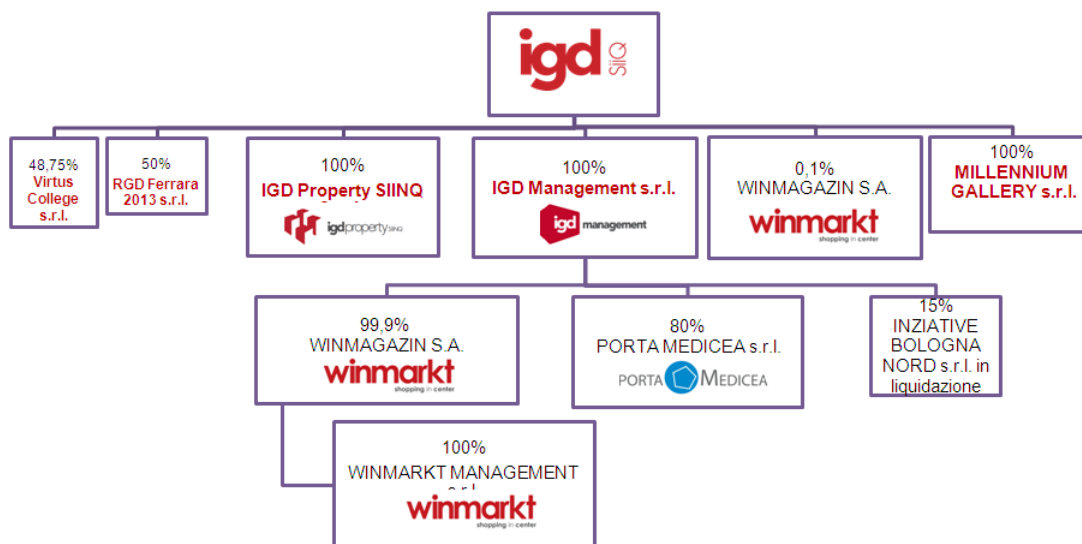 igd SIIQ
48,75%
Virtus
College
s.r.l.
50%
RGD Ferrara
2013 s.r.l.
100%
IGD Property SIINQ
igdpropertySIINQ
100%
IGD Management s.r.l.
igd management
0,1%
WINMAGAZIN S.A.
winmarkt
shopping in center
100%
MILLENNIUM
GALLERY s.r.l.
99,9%
WINMAGAZIN S.A.
winmarkt
shopping in center
80%
PORTA MEDICEA s.r.l.
PORTA MEDICEA
15%
INZIATIVE
BOLOGNA
NORD s.r.l. in
liquidazione
100%
WINMARKT MANAGEMENT
s.r.l.
winmarkt
shopping in center